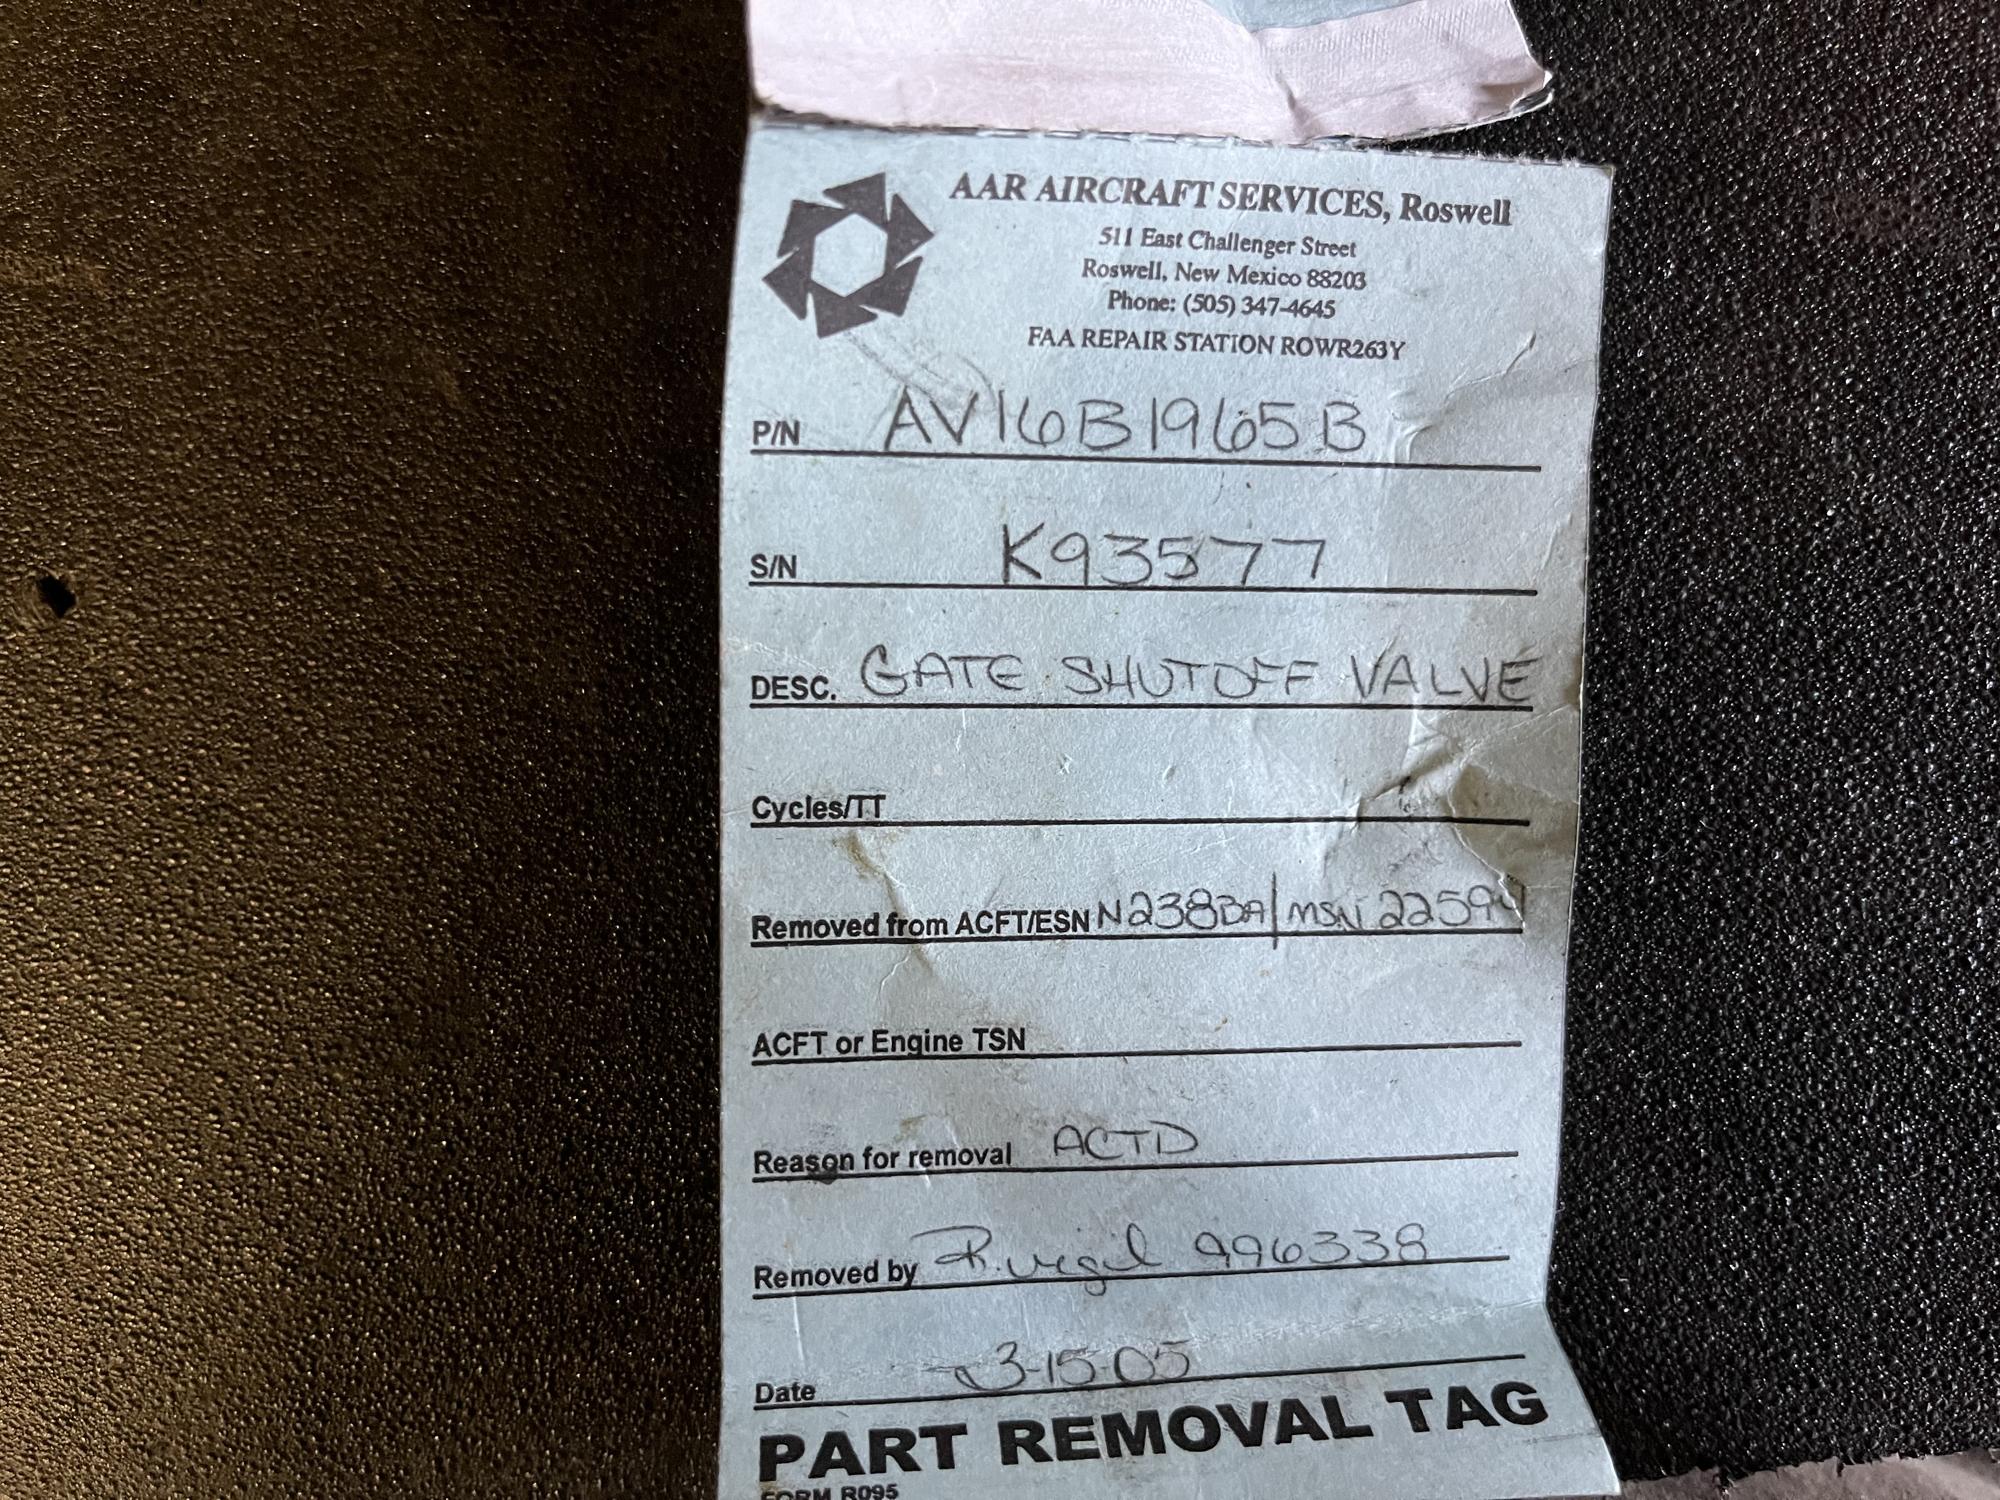 AAR AIRCRAFT SERVICES, Roswell
511 East Challenger Street
Roswell, New Mexico 88203
Phone: (505) 347-4645
FAA REPAIR STATION ROWR263Y
P/N AV16B1965B
S/N K93577
DESC. GATE SHUTOFF VALVE
Cycles/TT
Removed from ACFT/ESN N238DA/MSN 22594
ACFT or Engine TSN
Reason for removal ACTD
Removed by 996338
Date 3-15-05
PART REMOVAL TAG
FORM R095